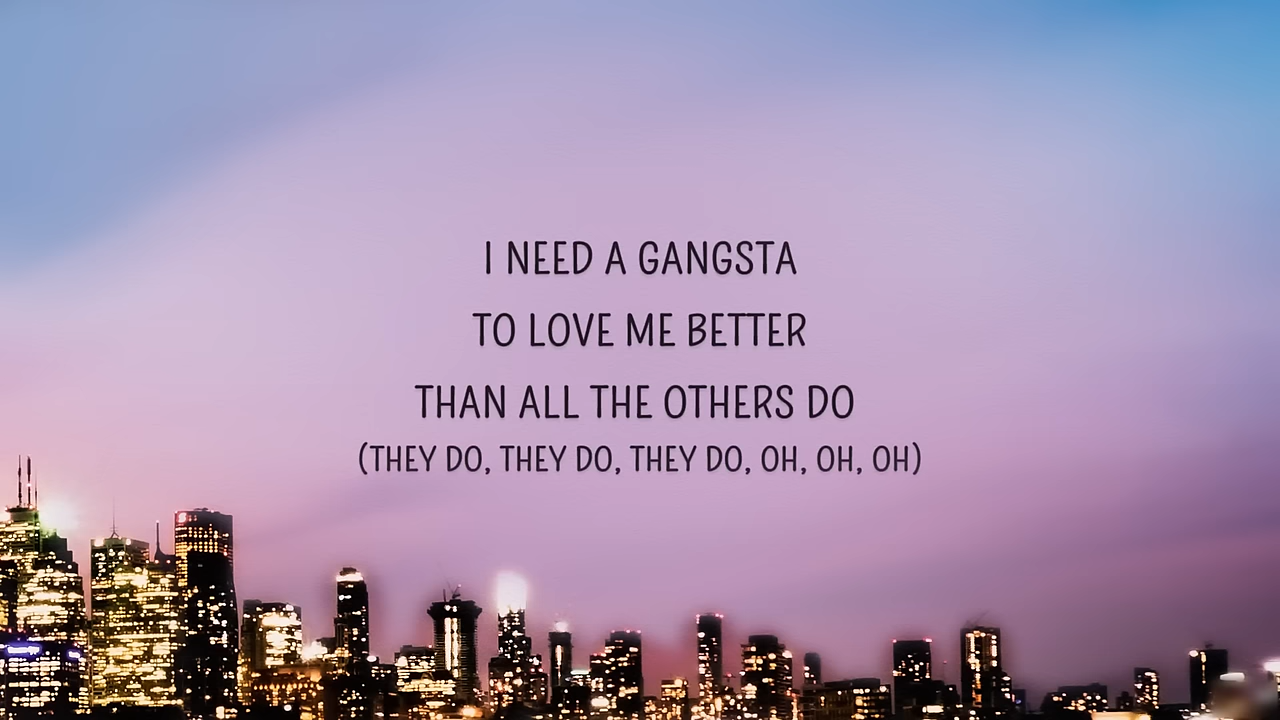 I NEED A GANGSTA
TO LOVE ME BETTER
THAN ALL THE OTHERS DO
(THEY DO, THEY DO, THEY DO, OH, OH, OH)